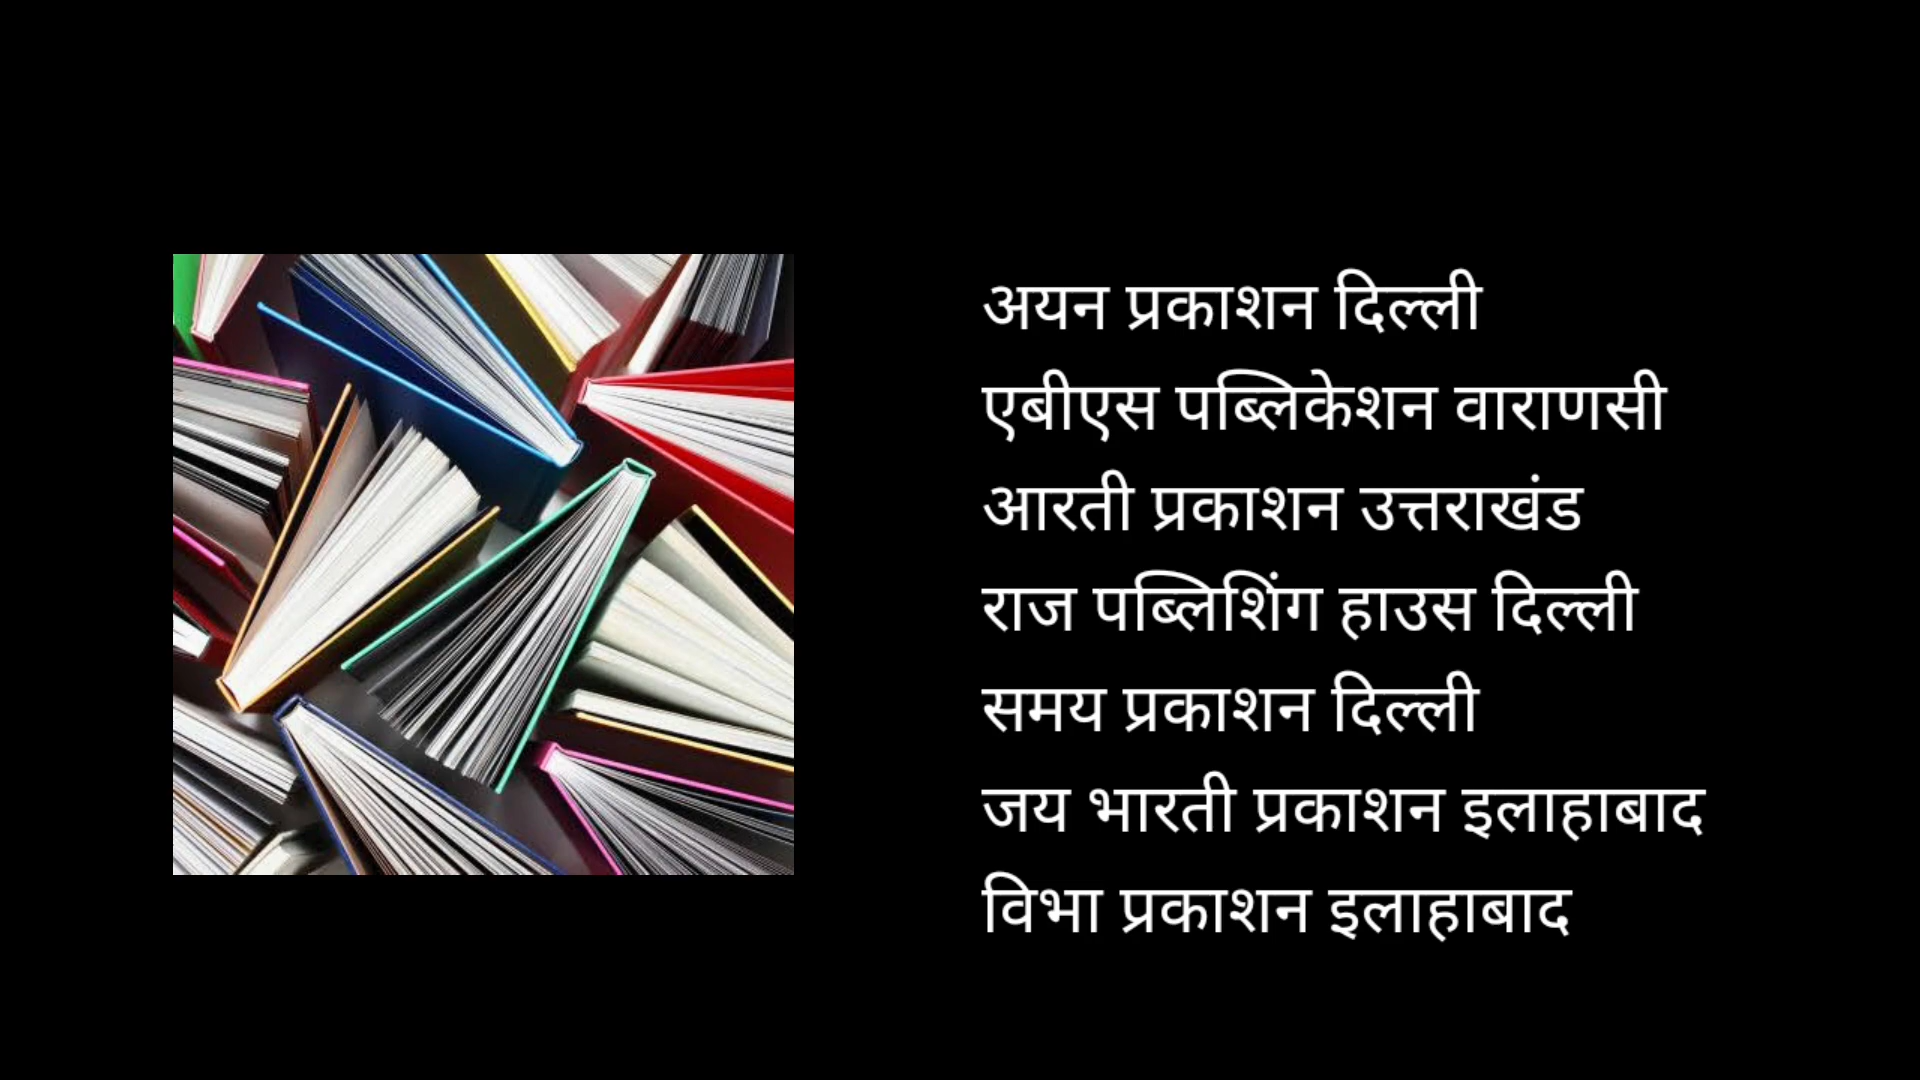 अयन प्रकाशन दिल्ली
एबीएस पब्लिकेशन वाराणसी
आरती प्रकाशन उत्तराखंड
राज पब्लिशिंग हाउस दिल्ली
समय प्रकाशन दिल्ली
जय भारती प्रकाशन इलाहाबाद
विभा प्रकाशन इलाहाबाद